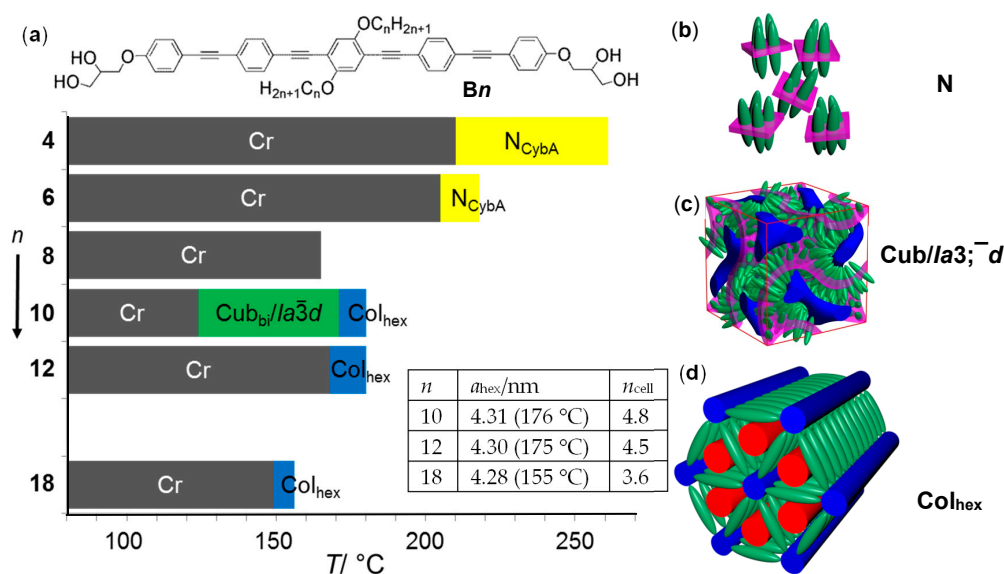 (a)
OCnH2n+1
HO
HO
O
O
OH
OH
H2n+1CnO
Bn
4 Cr NCybA
6 Cr NCybA
n
8 Cr
10 Cr Cubbi/Ia3̄d Colhex
12 Cr Colhex
18 Cr Colhex
100 150 200 250
T/ °C
n ahex/nm ncell
10 4.31 (176 °C) 4.8
12 4.30 (175 °C) 4.5
18 4.28 (155 °C) 3.6
(b)
N
(c)
Cub/Ia3;¯d
(d)
Colhex